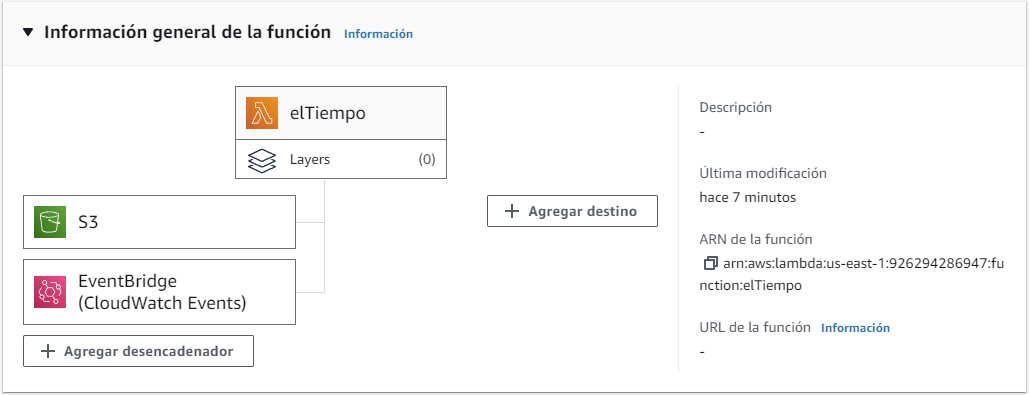 Información general de la función Información
elTiempo
Layers (0)
S3
EventBridge
(CloudWatch Events)
+ Agregar desencadenador
+ Agregar destino
Descripción
-
Última modificación
hace 7 minutos
ARN de la función
arn:aws:lambda:us-east-1:926294286947:fu
nction:elTiempo
URL de la función Información
-